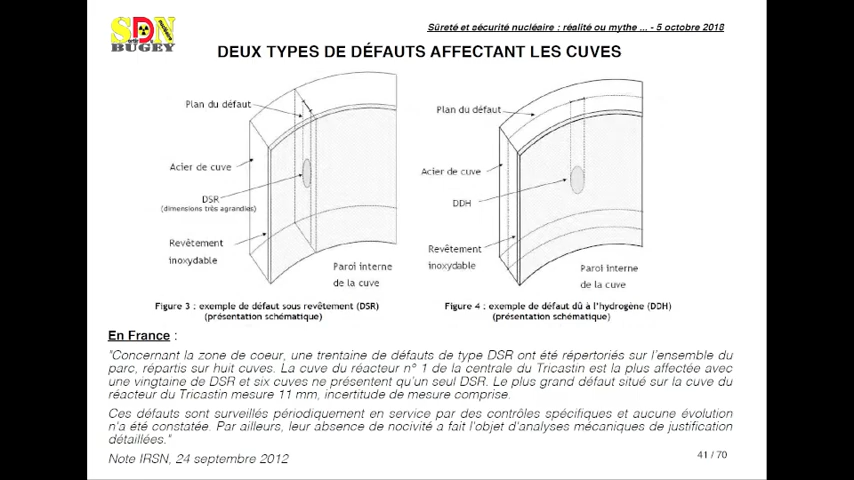 SDN
nucléaire
BUGEY
Sûreté et sécurité nucléaire : réalité ou mythe ... - 5 octobre 2018
DEUX TYPES DE DÉFAUTS AFFECTANT LES CUVES
Plan du défaut
Acier de cuve
DSR
(dimensions très agrandies)
Revêtement
inoxydable
Paroi interne
de la cuve
Figure 3 : exemple de défaut sous revêtement (DSR)
(présentation schématique)
Plan du défaut
Acier de cuve
DDH
Revêtement
inoxydable
Paroi interne
de la cuve
Figure 4 : exemple de défaut dû à l'hydrogène (DDH)
(présentation schématique)
En France :
"Concernant la zone de coeur, une trentaine de défauts de type DSR ont été répertoriés sur l'ensemble du
parc, répartis sur huit cuves. La cuve du réacteur n° 1 de la centrale du Tricastin est la plus affectée avec
une vingtaine de DSR et six cuves ne présentent qu'un seul DSR. Le plus grand défaut situé sur la cuve du
réacteur du Tricastin mesure 11 mm, incertitude de mesure comprise.
Ces défauts sont surveillés périodiquement en service par des contrôles spécifiques et aucune évolution
n'a été constatée. Par ailleurs, leur absence de nocivité a fait l'objet d'analyses mécaniques de justification
détaillées."
Note IRSN, 24 septembre 2012
41 / 70